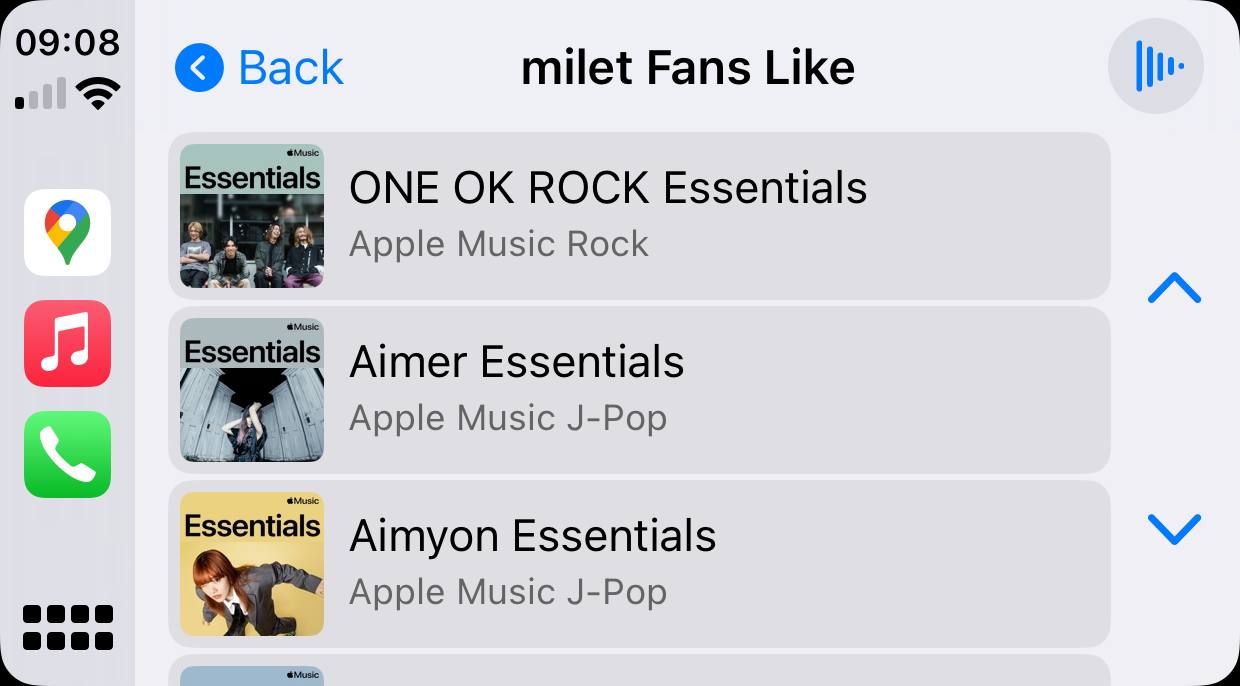 09:08
Back
milet Fans Like
Music
Essentials
ONE OK ROCK Essentials
Apple Music Rock
Music
Essentials
Aimer Essentials
Apple Music J-Pop
Music
Essentials
Aimyon Essentials
Apple Music J-Pop
Music